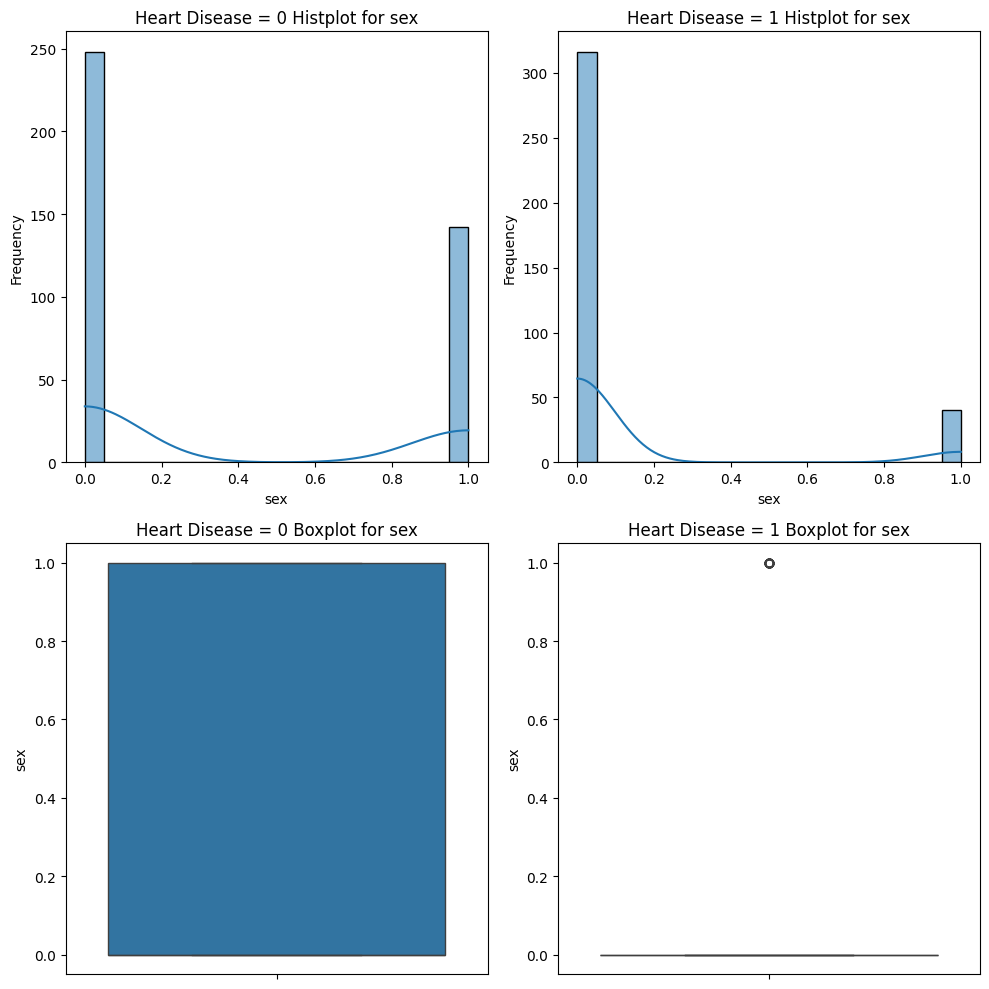 Heart Disease = 0 Histplot for sex
Frequency
250
200
150
100
50
0
0.0 0.2 0.4 0.6 0.8 1.0
sex
Heart Disease = 1 Histplot for sex
Frequency
300
250
200
150
100
50
0
0.0 0.2 0.4 0.6 0.8 1.0
sex
Heart Disease = 0 Boxplot for sex
sex
1.0
0.8
0.6
0.4
0.2
0.0
Heart Disease = 1 Boxplot for sex
sex
1.0
0.8
0.6
0.4
0.2
0.0